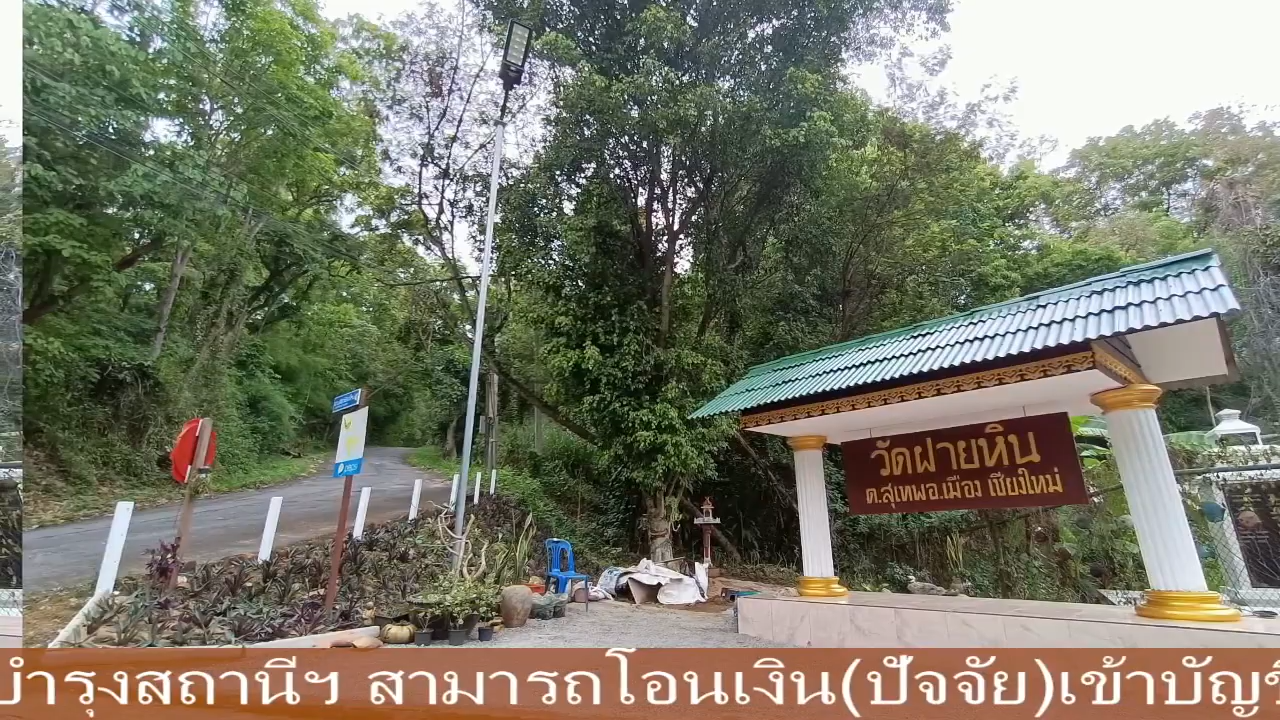 วัดฝายหิน
ต.สุเทพอ.เมือง เชียงใหม่
บำรุงสถานีฯ สามารถโอนเงิน(ปัจจัย)เข้าบัญชี